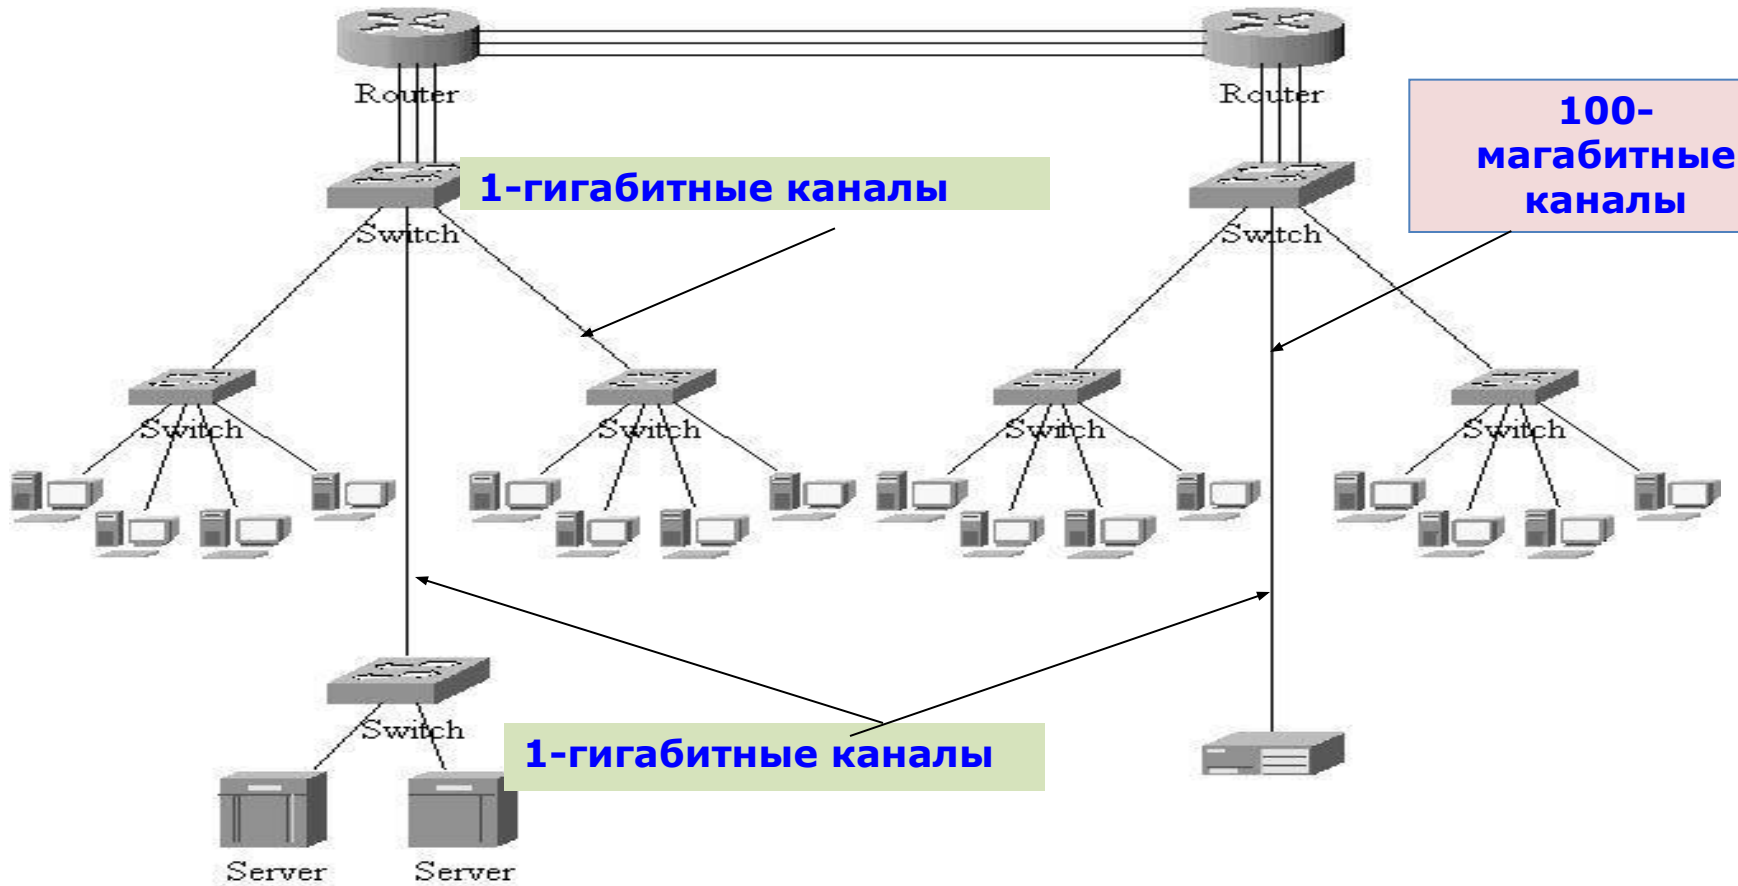 Router
Router
100-
магабитные
каналы
1-гигабитные каналы
Switch
Switch
Switch
Switch
Switch
Switch
Switch
1-гигабитные каналы
Server
Server